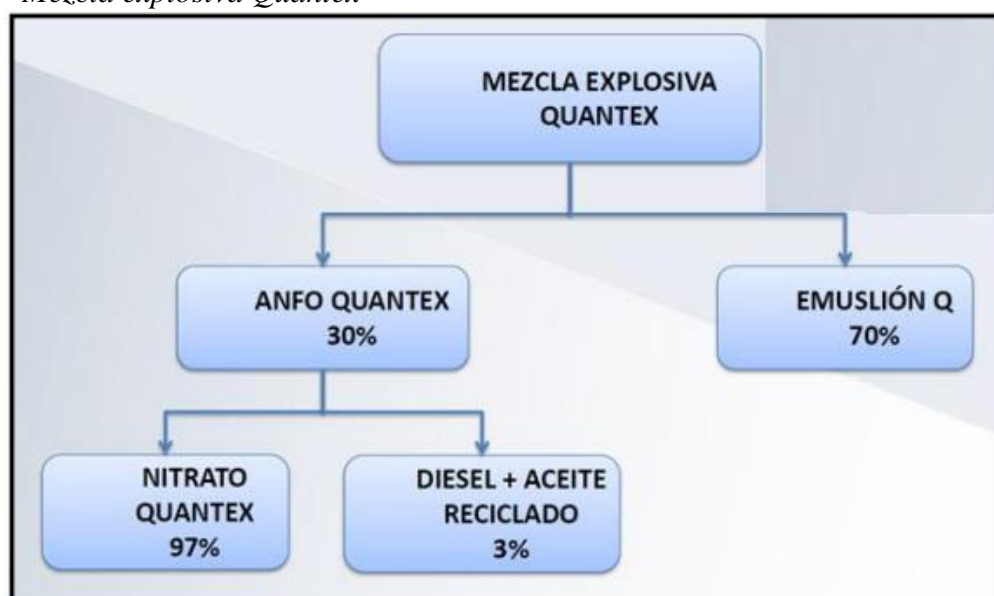 Mezcla explosiva Quantex
MEZCLA EXPLOSIVA
QUANTEX
ANFO QUANTEX
30%
EMUSLIÓN Q
70%
NITRATO
QUANTEX
97%
DIESEL + ACEITE
RECICLADO
3%